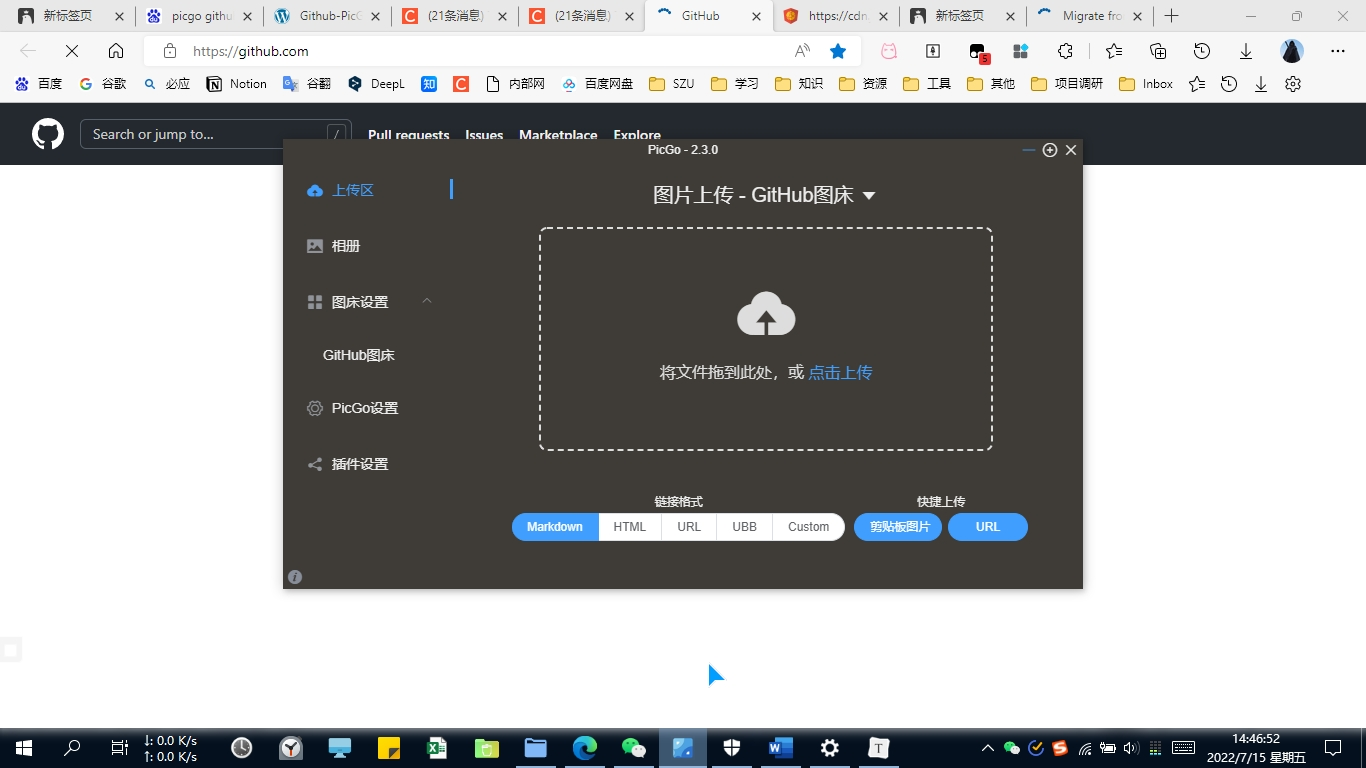 新标签页
picgo githu
Github-PicG
(21条消息)
(21条消息)
GitHub
https://cdn.
新标签页
Migrate fro
https://github.com
5
百度
谷歌
必应
Notion
谷翻
DeepL
知
内部网
百度网盘
SZU
学习
知识
资源
工具
其他
项目调研
Inbox
Search or jump to...
/
Pull requests
Issues
Marketplace
Explore
PicGo - 2.3.0
上传区
图片上传 - GitHub图床
相册
图床设置
GitHub图床
将文件拖到此处，或 点击上传
PicGo设置
插件设置
链接格式
快捷上传
Markdown
HTML
URL
UBB
Custom
剪贴板图片
URL
↓: 0.0 K/s
↑: 0.0 K/s
14:46:52
2022/7/15 星期五